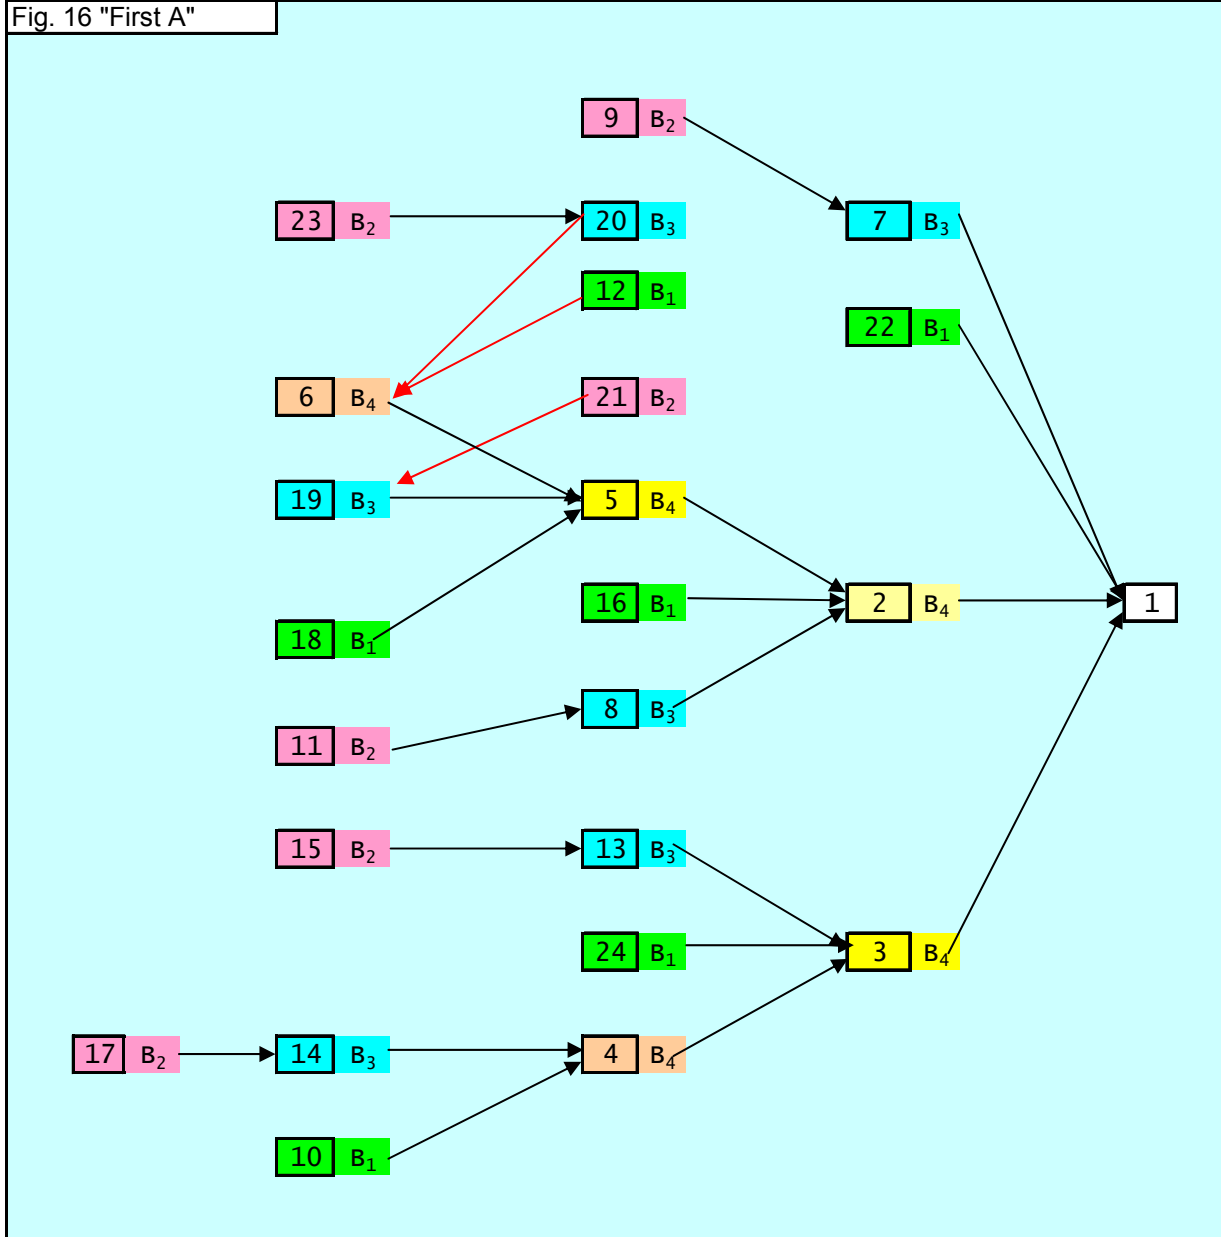 Fig. 16 "First A"
9 B₂
23 B₂ 20 B₃ 7 B₃
12 B₁
22 B₁
6 B₄ 21 B₂
19 B₃ 5 B₄
16 B₁ 2 B₄ 1
18 B₁
8 B₃
11 B₂
15 B₂ 13 B₃
24 B₁ 3 B₄
17 B₂ 14 B₃ 4 B₄
10 B₁